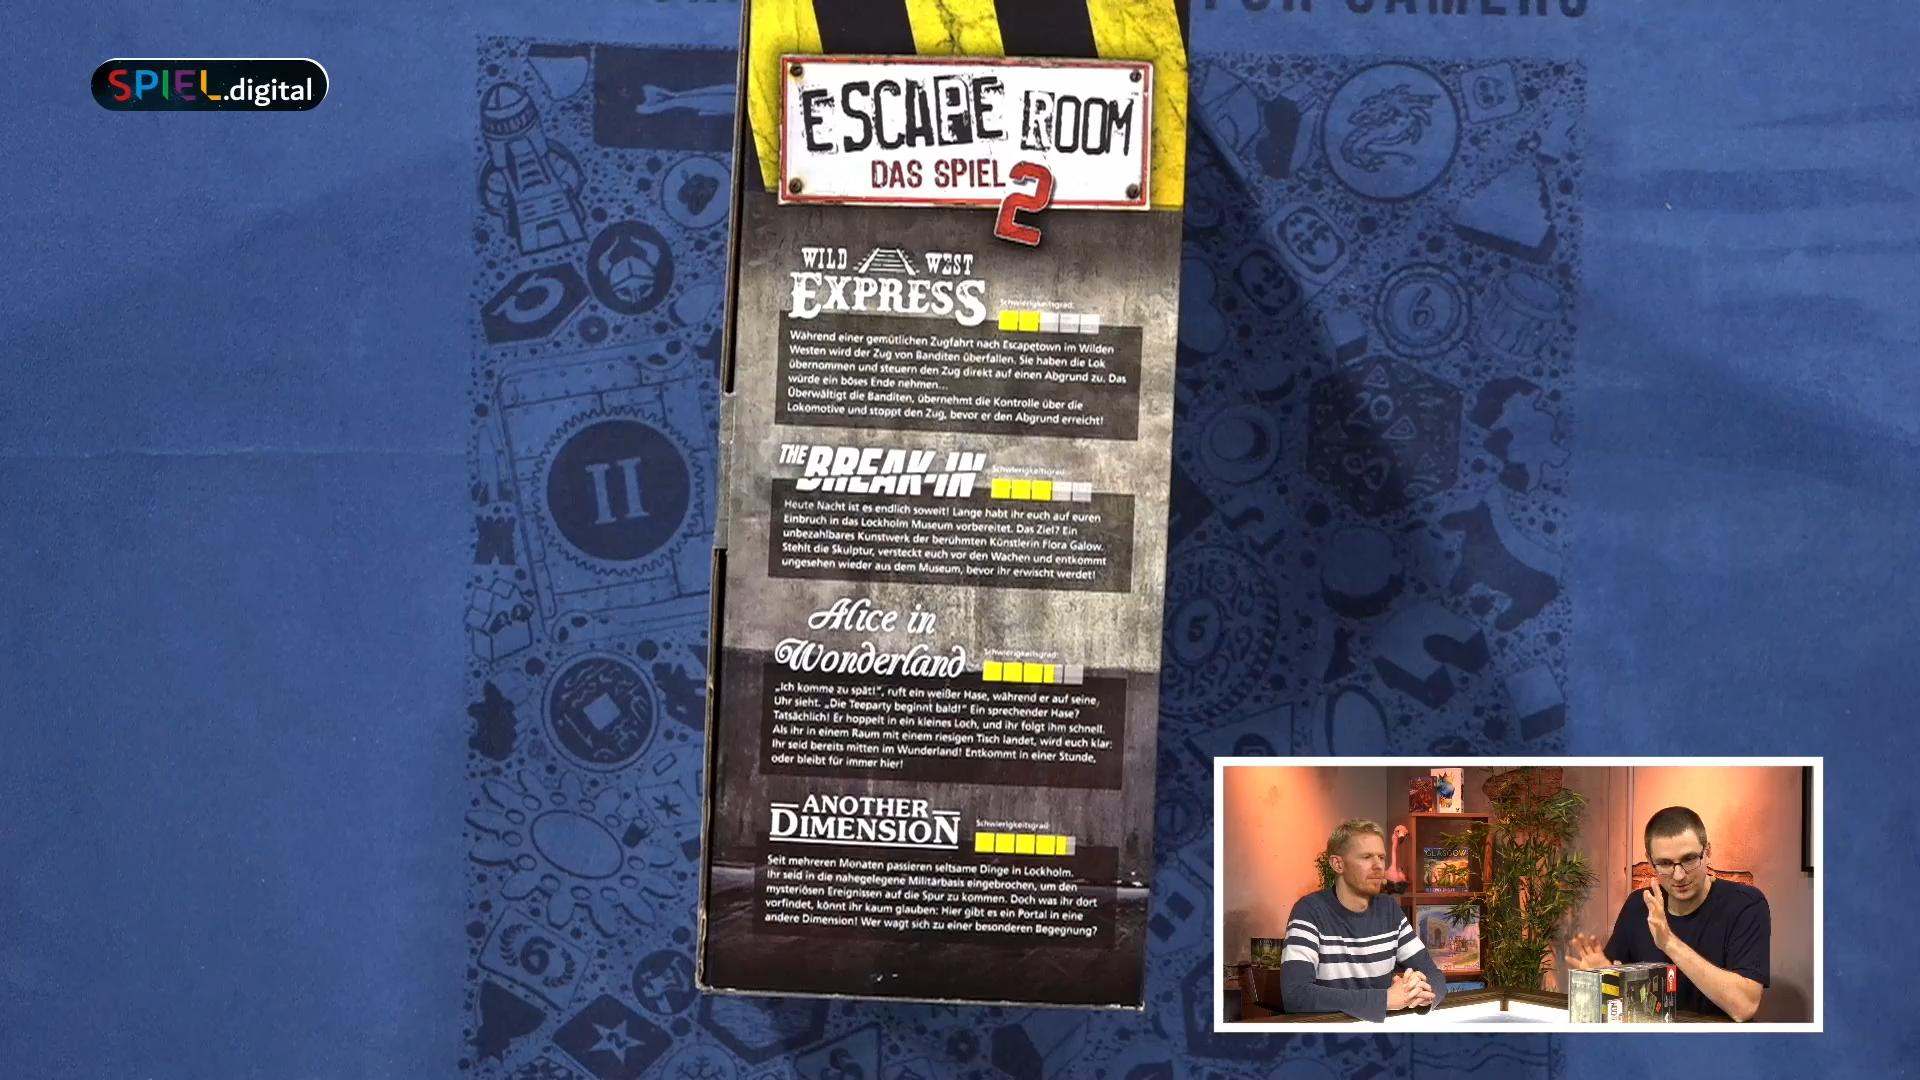 SPIEL.digital
FOR GAMERS
ESCAPE ROOM
DAS SPIEL 2
WILD WEST
EXPRESS
Schwierigkeitsgrad:
Während einer gemütlichen Zugfahrt nach Escapetown im Wilden
Westen wird der Zug von Banditen überfallen. Sie haben die Lok
übernommen und steuern den Zug direkt auf einen Abgrund zu. Das
würde ein böses Ende nehmen...
Überwältigt die Banditen, übernehmt die Kontrolle über die
Lokomotive und stoppt den Zug, bevor er den Abgrund erreicht!
THE BREAK-IN
Schwierigkeitsgrad:
Heute Nacht ist es endlich soweit! Lange habt ihr euch auf euren
Einbruch in das Lockholm Museum vorbereitet. Das Ziel? Ein
unbezahlbares Kunstwerk der berühmten Künstlerin Flora Galow.
Stehlt die Skulptur, versteckt euch vor den Wachen und entkommt
ungesehen wieder aus dem Museum, bevor ihr erwischt werdet!
Alice in
Wonderland
Schwierigkeitsgrad:
„Ich komme zu spät!“, ruft ein weißer Hase, während er auf seine
Uhr sieht. „Die Teeparty beginnt bald!“ Ein sprechender Hase?
Tatsächlich! Er hoppelt in ein kleines Loch, und ihr folgt ihm schnell.
Als ihr in einem Raum mit einem riesigen Tisch landet, wird euch klar:
Ihr seid bereits mitten im Wunderland! Entkommt in einer Stunde,
oder bleibt für immer hier!
ANOTHER
DIMENSION
Schwierigkeitsgrad:
Seit mehreren Monaten passieren seltsame Dinge in Lockholm.
Ihr seid in die nahegelegene Militärbasis eingebrochen, um den
mysteriösen Ereignissen auf die Spur zu kommen. Doch was ihr dort
vorfindet, könnt ihr kaum glauben: Hier gibt es ein Portal in eine
andere Dimension! Wer wagt sich zu einer besonderen Begegnung?
II
6
20
5
6
2
GLASGOW